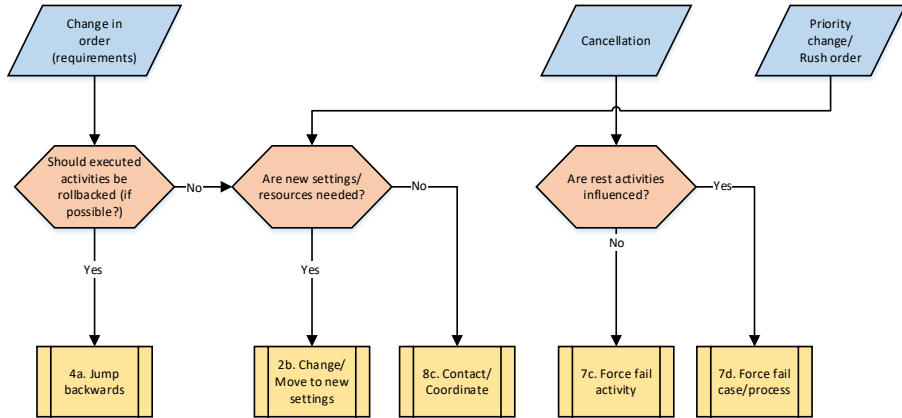 Change in
order
(requirements)
Cancellation
Priority
change/
Rush order
Should executed
activities be
rollbacked (if
possible?)
No
Are new settings/
resources needed?
No
Are rest activities
influenced?
Yes
No
Yes
Yes
4a. Jump
backwards
2b. Change/
Move to new
settings
8c. Contact/
Coordinate
7c. Force fail
activity
7d. Force fail
case/process